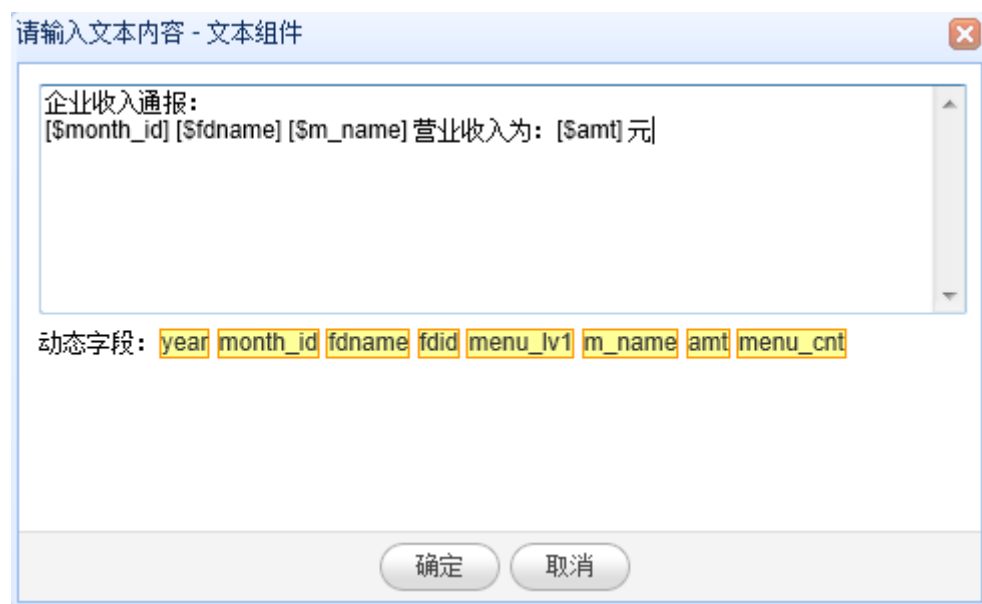 请输入文本内容 - 文本组件
企业收入通报：
[$month_id] [$fdname] [$m_name] 营业收入为：[$amt] 元
动态字段：year month_id fdname fdid menu_lv1 m_name amt menu_cnt
确定 取消